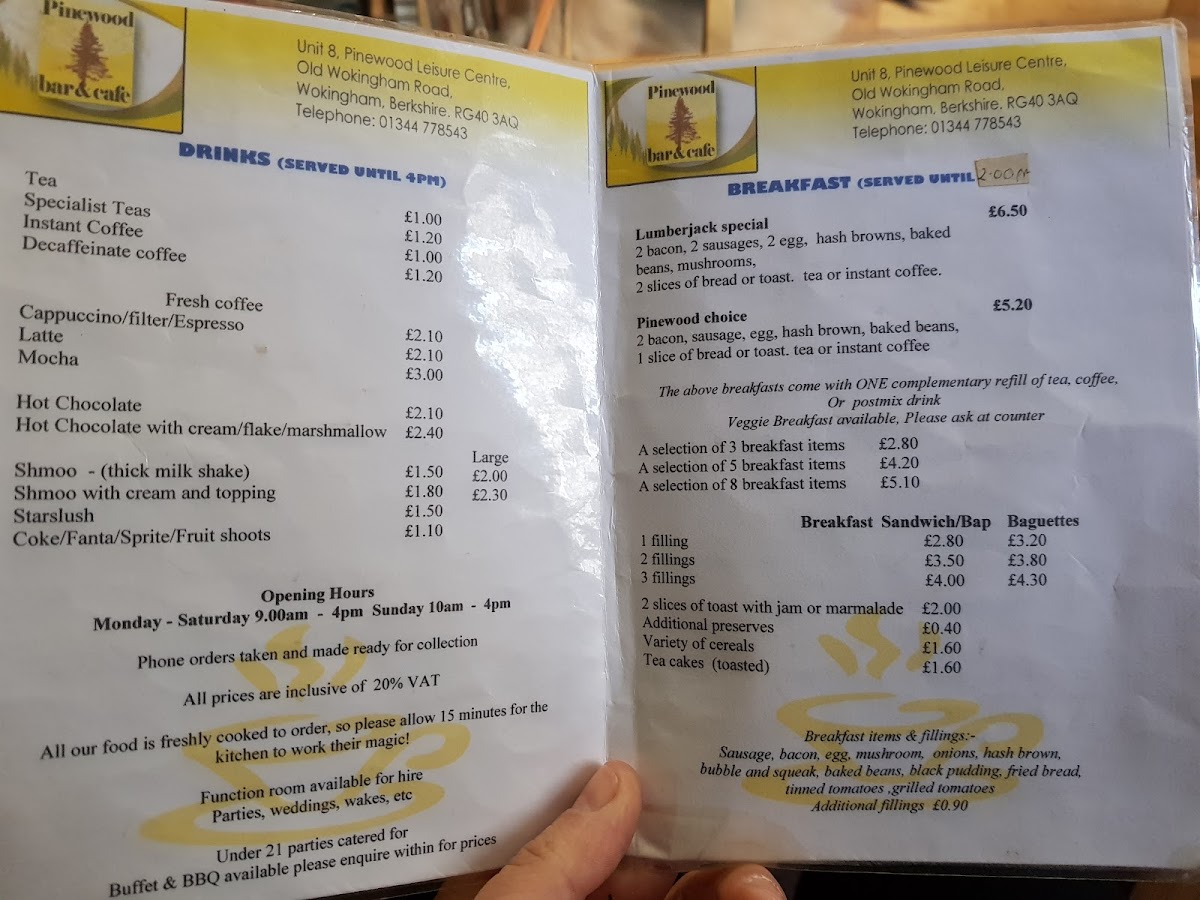 Pinewood
bar & cafe
Unit 8, Pinewood Leisure Centre,
Old Wokingham Road,
Wokingham, Berkshire. RG40 3AQ
Telephone: 01344 778543
DRINKS (SERVED UNTIL 4PM)
Tea £1.00
Specialist Teas £1.20
Instant Coffee £1.00
Decaffeinate coffee £1.20
Fresh coffee
Cappuccino/filter/Espresso £2.10
Latte £2.10
Mocha £3.00
Hot Chocolate £2.10
Hot Chocolate with cream/flake/marshmallow £2.40
Large
Shmoo - (thick milk shake) £1.50 £2.00
Shmoo with cream and topping £1.80 £2.30
Starslush £1.50
Coke/Fanta/Sprite/Fruit shoots £1.10
Opening Hours
Monday - Saturday 9.00am - 4pm Sunday 10am - 4pm
Phone orders taken and made ready for collection
All prices are inclusive of 20% VAT
All our food is freshly cooked to order, so please allow 15 minutes for the
kitchen to work their magic!
Function room available for hire
Parties, weddings, wakes, etc
Under 21 parties catered for
Buffet & BBQ available please enquire within for prices
Pinewood
bar & cafe
Unit 8, Pinewood Leisure Centre,
Old Wokingham Road,
Wokingham, Berkshire. RG40 3AQ
Telephone: 01344 778543
BREAKFAST (SERVED UNTIL 2.00PM
Lumberjack special £6.50
2 bacon, 2 sausages, 2 egg, hash browns, baked
beans, mushrooms,
2 slices of bread or toast. tea or instant coffee.
Pinewood choice £5.20
2 bacon, sausage, egg, hash brown, baked beans,
1 slice of bread or toast. tea or instant coffee
The above breakfasts come with ONE complementary refill of tea, coffee,
Or postmix drink
Veggie Breakfast available, Please ask at counter
A selection of 3 breakfast items £2.80
A selection of 5 breakfast items £4.20
A selection of 8 breakfast items £5.10
Breakfast Sandwich/Bap Baguettes
1 filling £2.80 £3.20
2 fillings £3.50 £3.80
3 fillings £4.00 £4.30
2 slices of toast with jam or marmalade £2.00
Additional preserves £0.40
Variety of cereals £1.60
Tea cakes (toasted) £1.60
Breakfast items & fillings:-
Sausage, bacon, egg, mushroom, onions, hash brown,
bubble and squeak, baked beans, black pudding, fried bread,
tinned tomatoes ,grilled tomatoes
Additional fillings £0.90